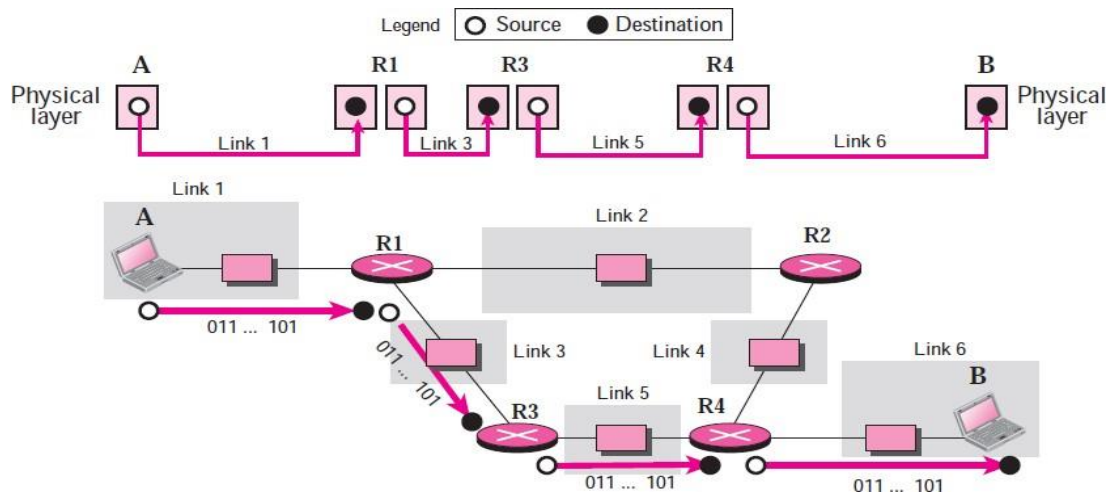 Legend Source Destination
A R1 R3 R4 B
Physical layer
Physical layer
Link 1 Link 3 Link 5 Link 6
Link 1
A
Link 2
R1
R2
011 ... 101
011 ... 101
Link 3
Link 4
Link 6
B
R3
Link 5
R4
011 ... 101
011 ... 101